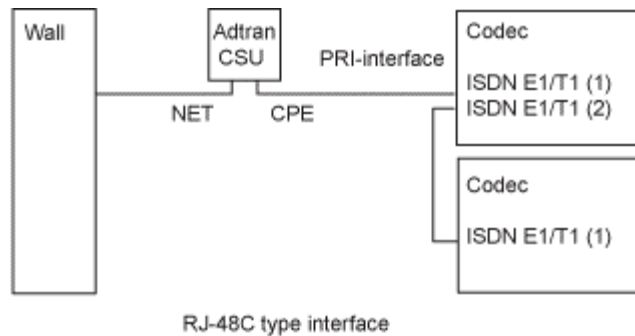 Wall
Adtran
CSU
PRI-interface
NET
CPE
Codec
ISDN E1/T1 (1)
ISDN E1/T1 (2)
Codec
ISDN E1/T1 (1)
RJ-48C type interface